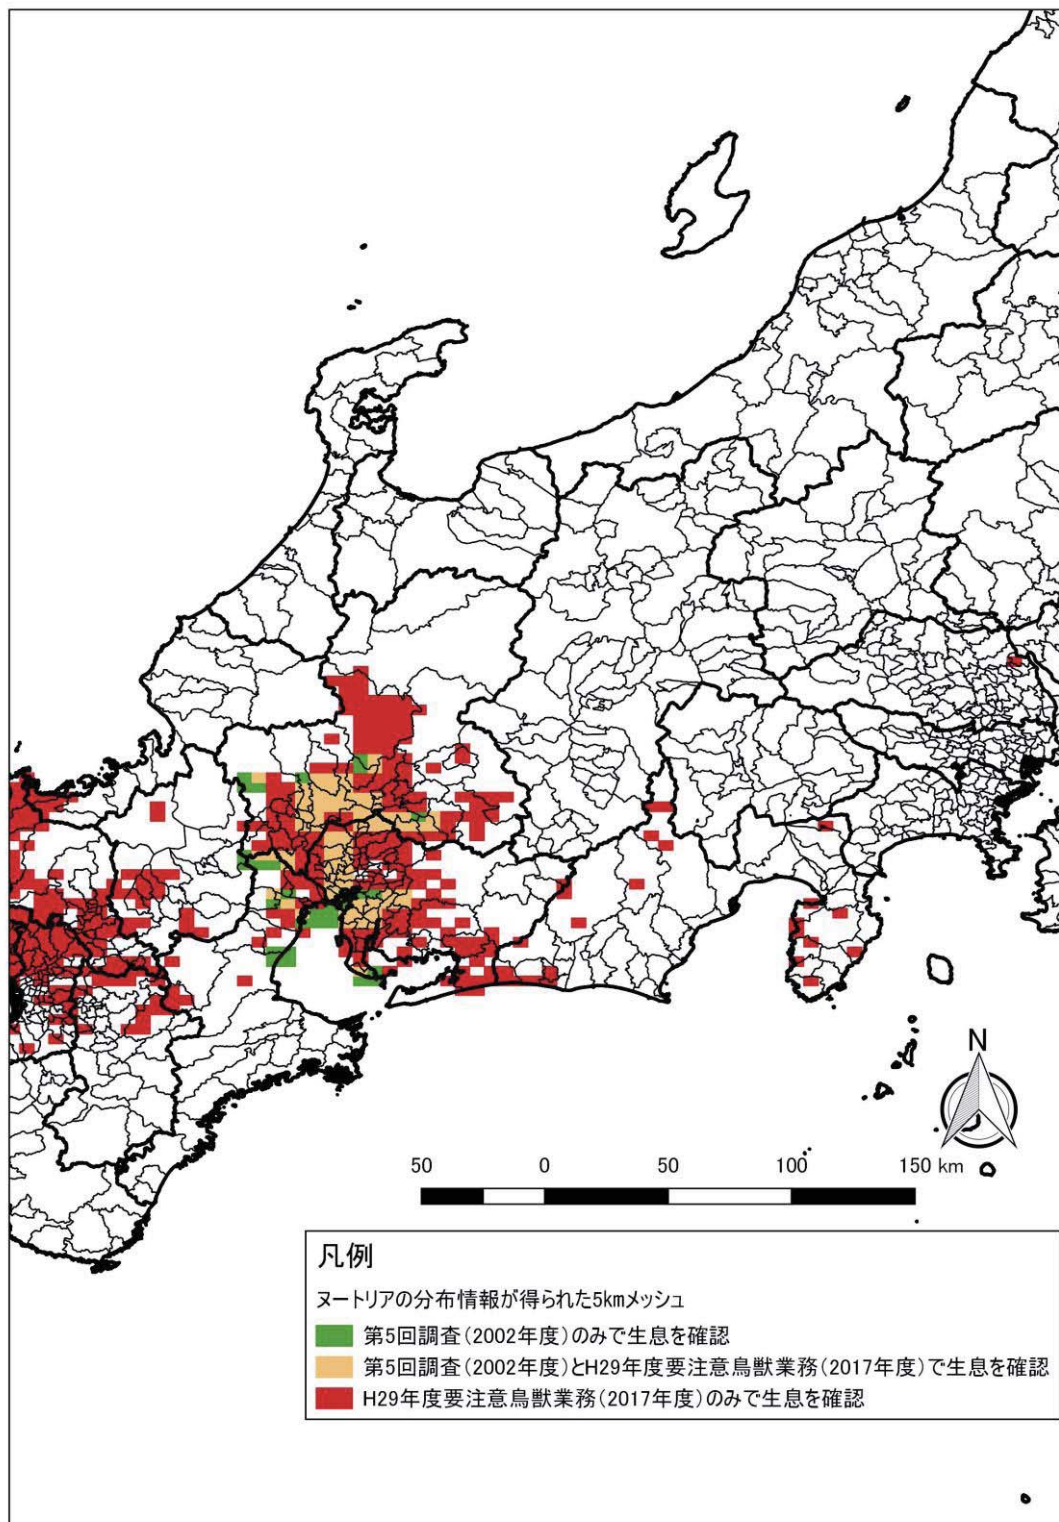 N
50 0 50 100 150 km
凡例
ヌートリアの分布情報が得られた5kmメッシュ
第5回調査(2002年度)のみで生息を確認
第5回調査(2002年度)とH29年度要注意鳥獣業務(2017年度)で生息を確認
H29年度要注意鳥獣業務(2017年度)のみで生息を確認